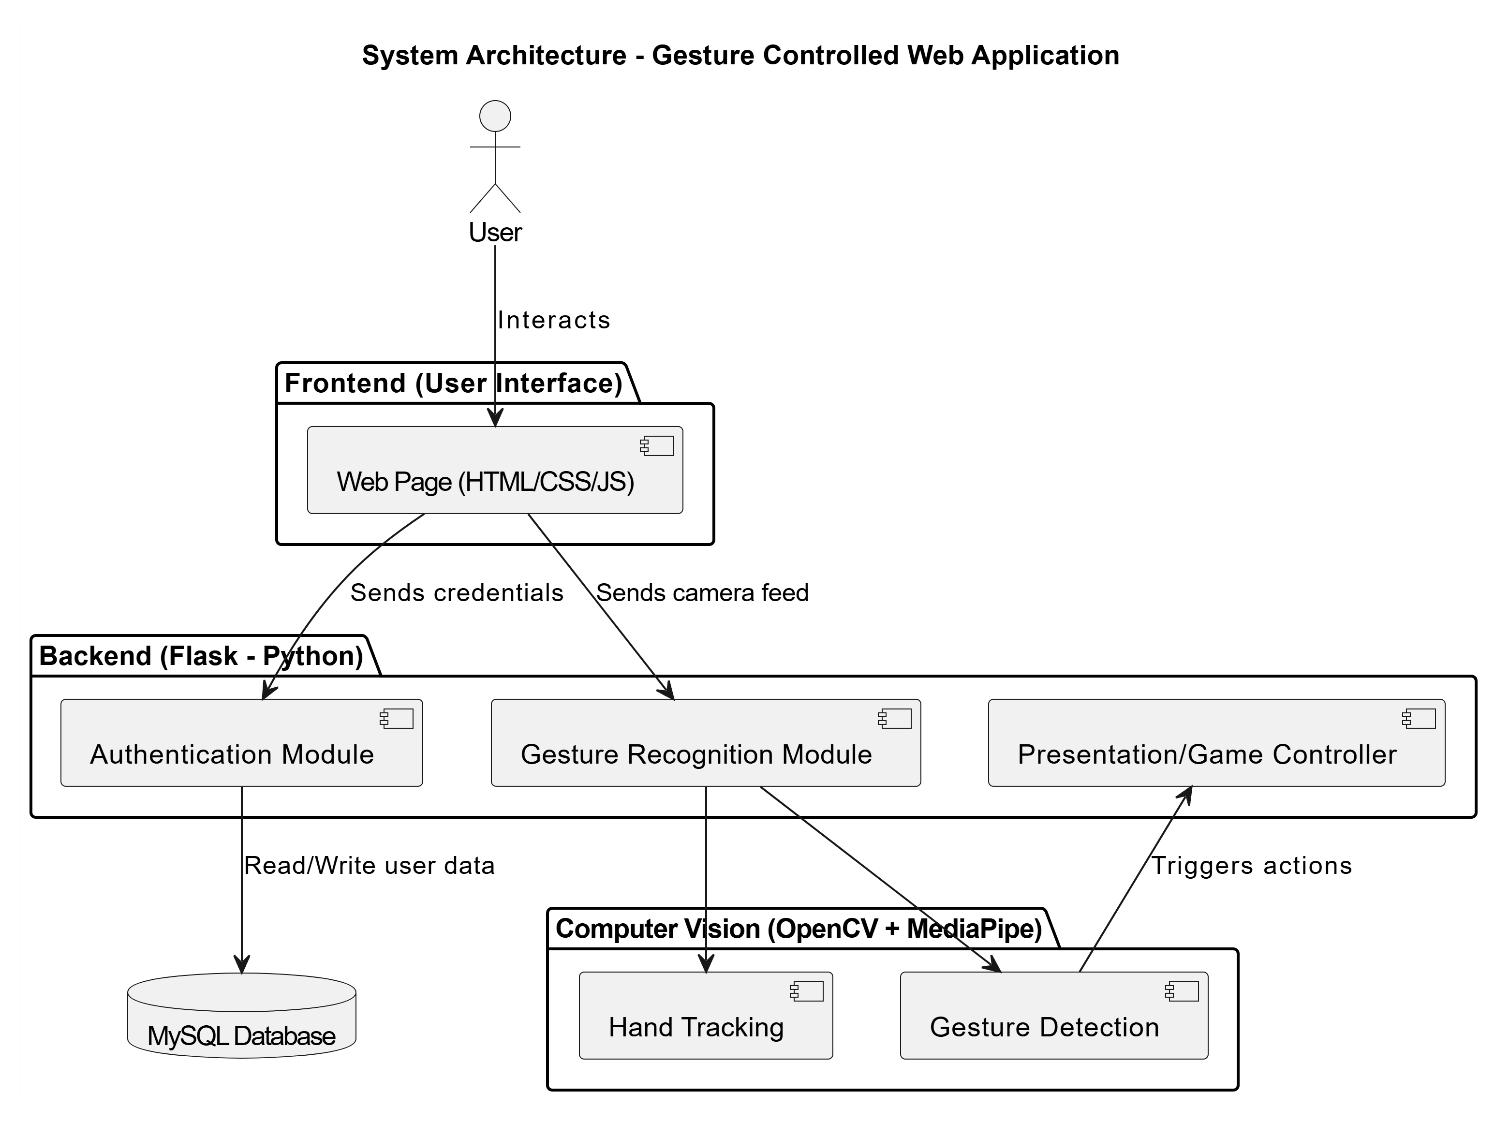 System Architecture - Gesture Controlled Web Application
User
Interacts
Frontend (User Interface)
Web Page (HTML/CSS/JS)
Sends credentials
Sends camera feed
Backend (Flask - Python)
Authentication Module
Gesture Recognition Module
Presentation/Game Controller
Read/Write user data
Triggers actions
Computer Vision (OpenCV + MediaPipe)
MySQL Database
Hand Tracking
Gesture Detection